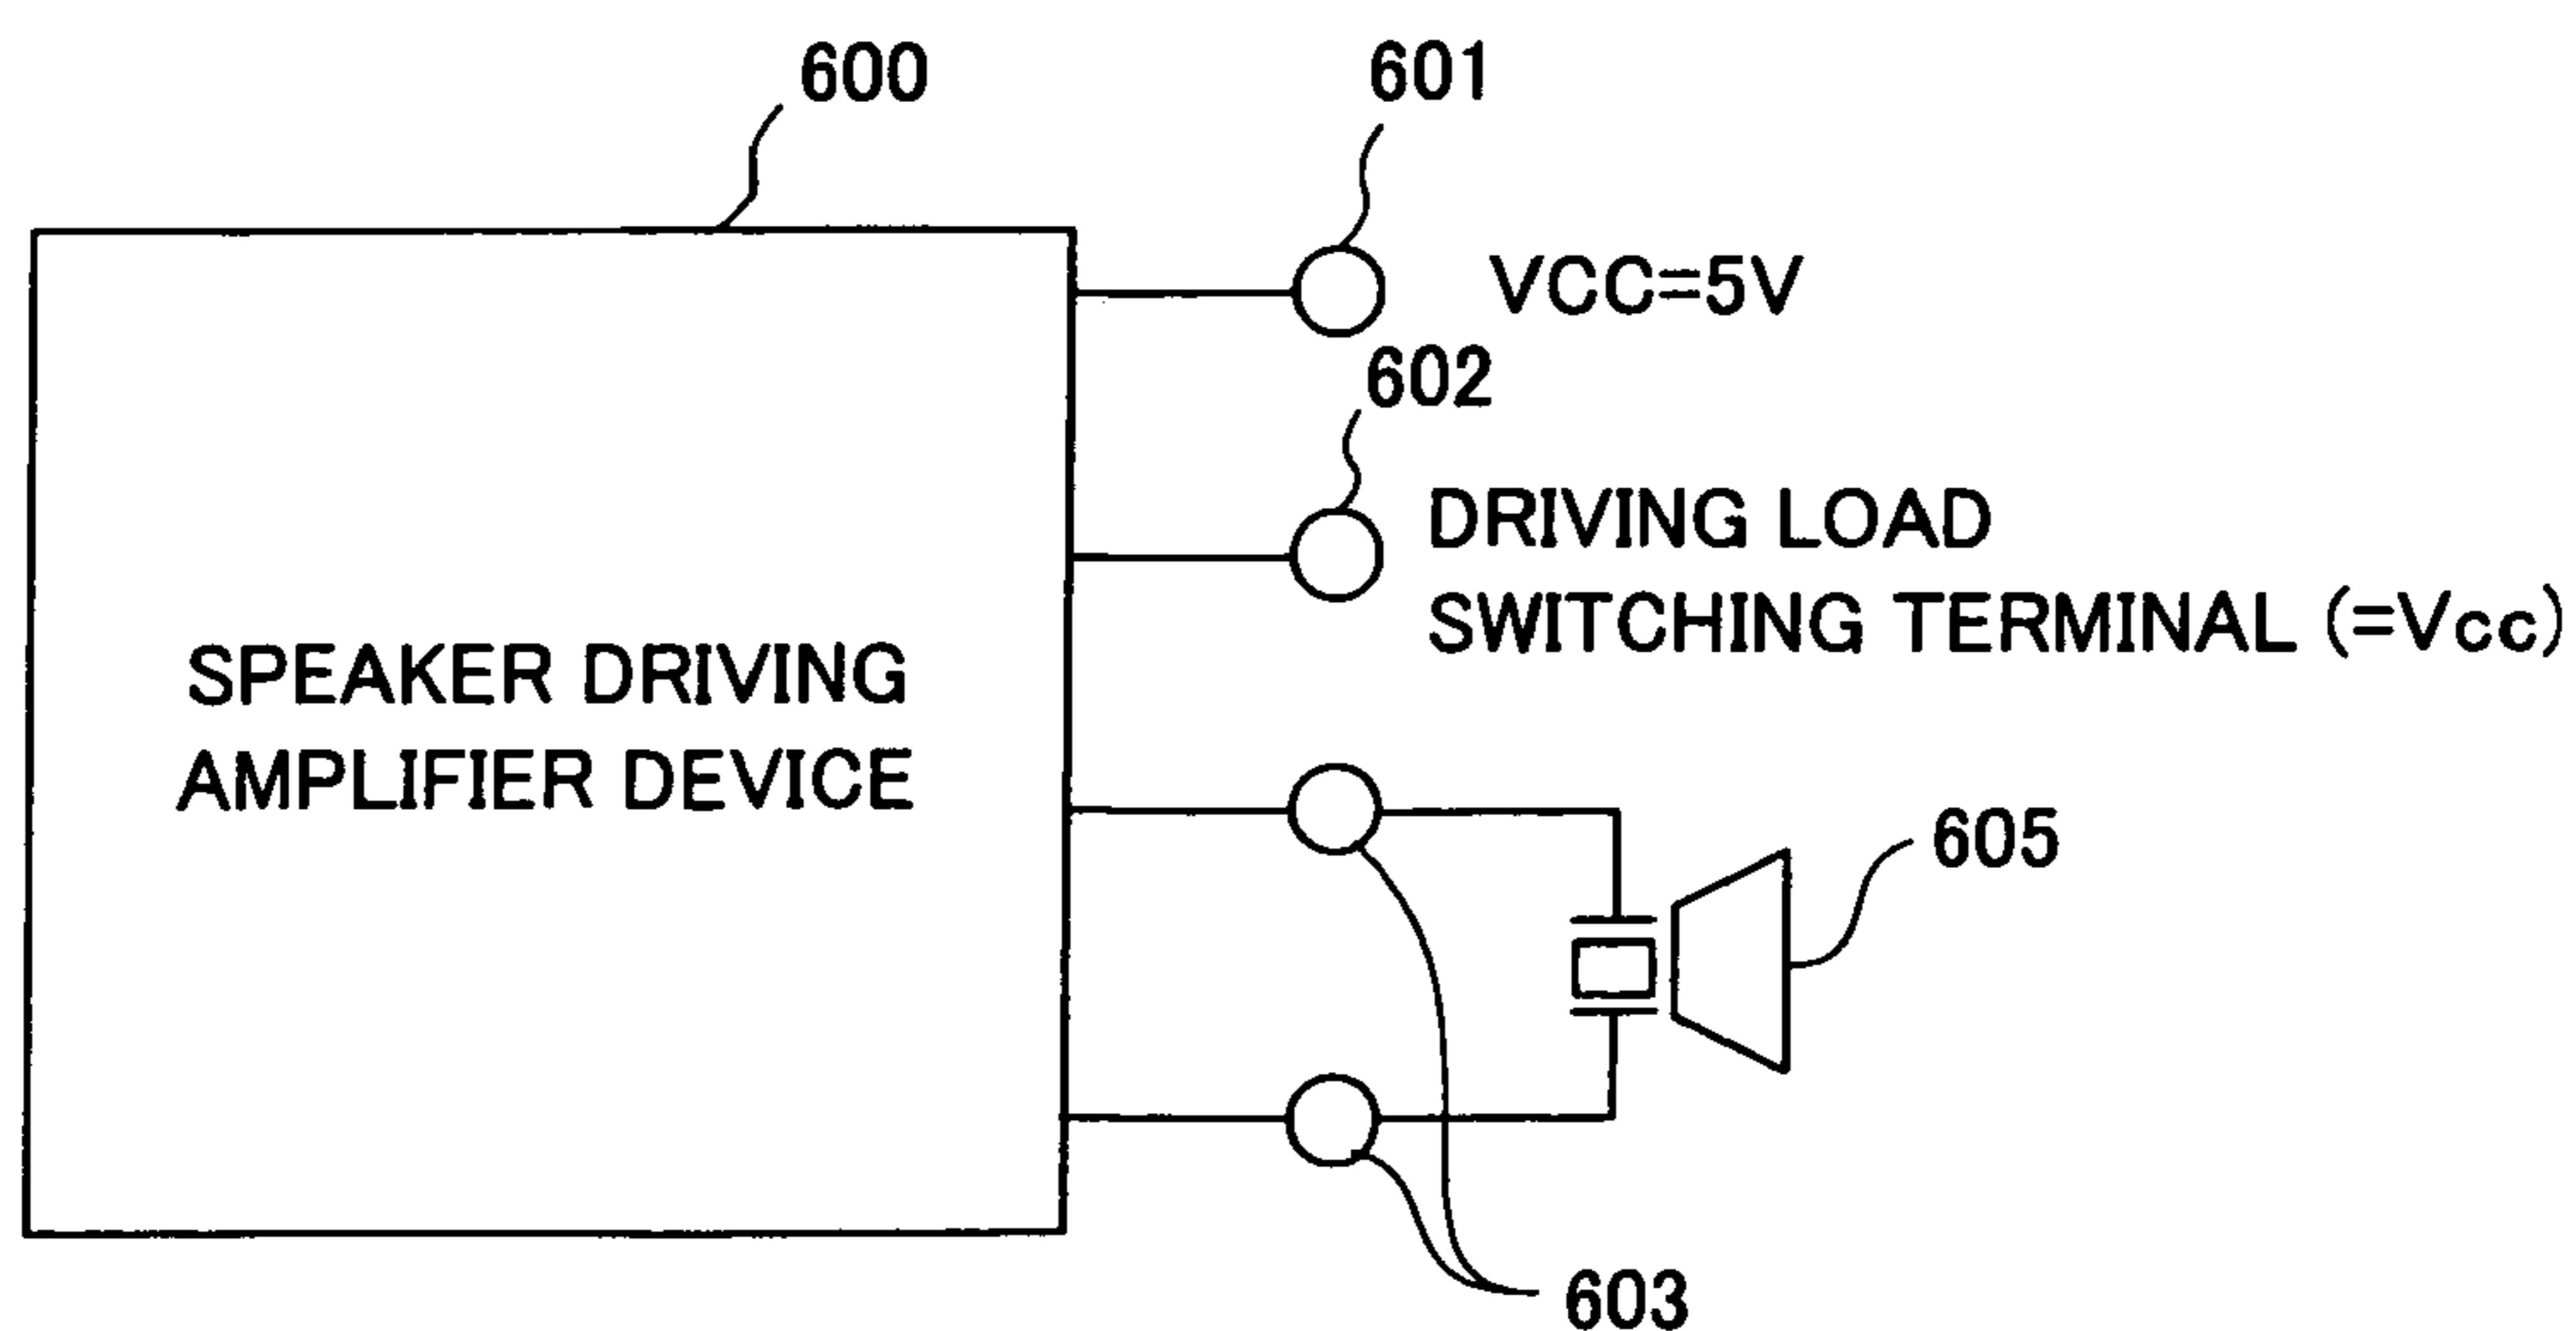 600
601
VCC=5V
602
DRIVING LOAD
SWITCHING TERMINAL (=Vcc)
SPEAKER DRIVING
AMPLIFIER DEVICE
605
603